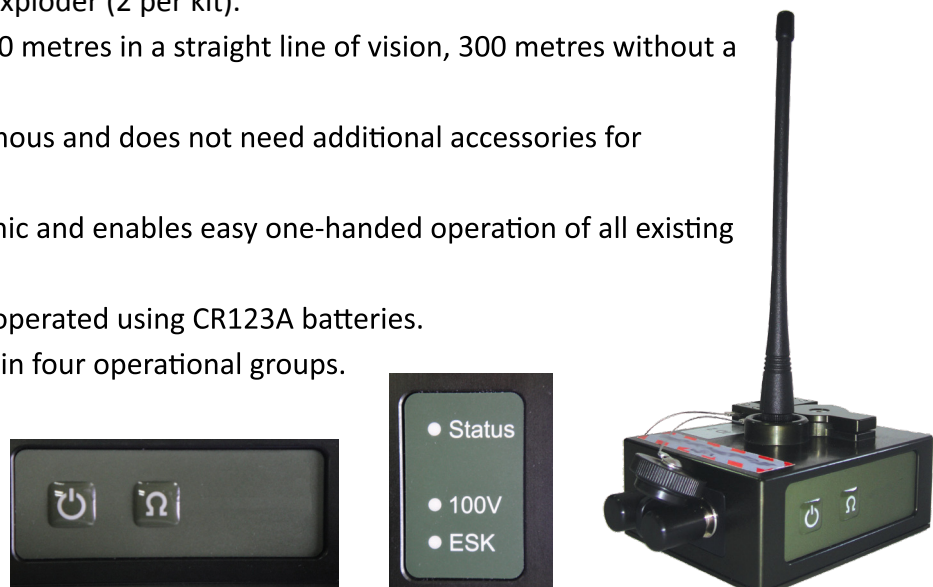 xploder (2 per kit).
0 metres in a straight line of vision, 300 metres without a
nous and does not need additional accessories for
nic and enables easy one-handed operation of all existing
operated using CR123A batteries.
in four operational groups.
Status
100V
ESK
Ω
Ω